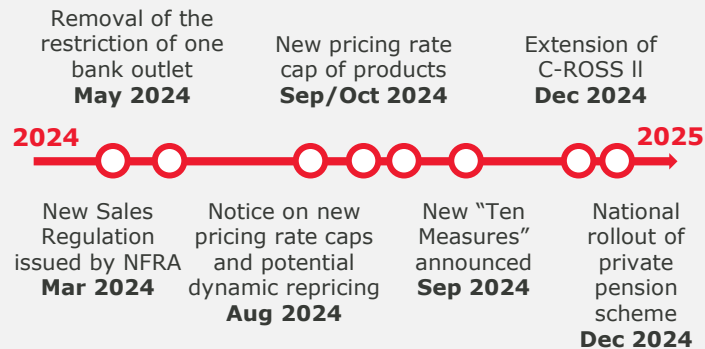 Removal of the
restriction of one
bank outlet
May 2024
New pricing rate
cap of products
Sep/Oct 2024
Extension of
C-ROSS II
Dec 2024
2024
2025
New Sales
Regulation
issued by NFRA
Mar 2024
Notice on new
pricing rate caps
and potential
dynamic repricing
Aug 2024
New “Ten
Measures”
announced
Sep 2024
National
rollout of
private
pension
scheme
Dec 2024